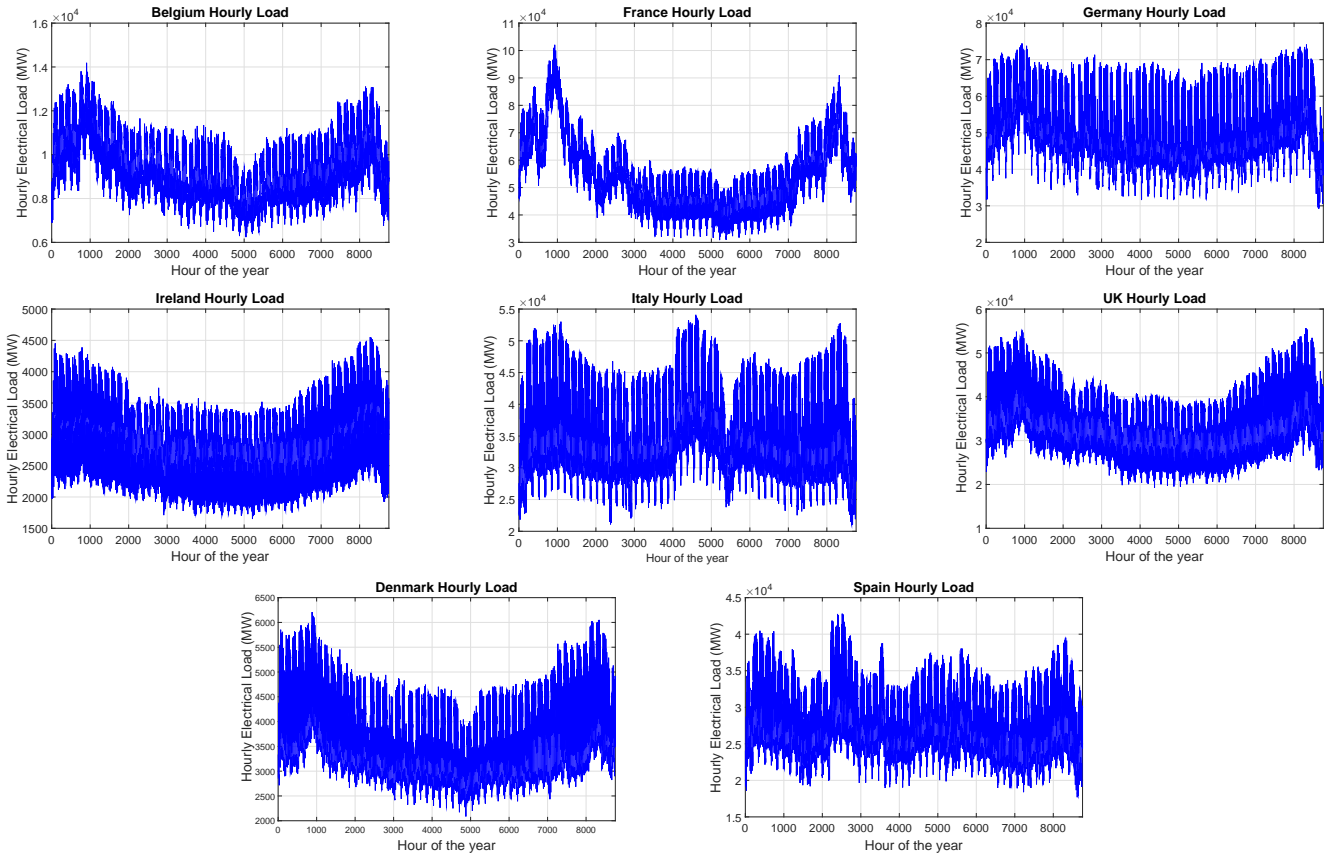 Belgium Hourly Load
×10⁴
Hourly Electrical Load (MW)
1.6
1.4
1.2
1
0.8
0.6
0 1000 2000 3000 4000 5000 6000 7000 8000
Hour of the year
France Hourly Load
×10⁴
Hourly Electrical Load (MW)
11
10
9
8
7
6
5
4
3
0 1000 2000 3000 4000 5000 6000 7000 8000
Hour of the year
Germany Hourly Load
×10⁴
Hourly Electrical Load (MW)
8
7
6
5
4
3
2
0 1000 2000 3000 4000 5000 6000 7000 8000
Hour of the year
Ireland Hourly Load
Hourly Electrical Load (MW)
5000
4500
4000
3500
3000
2500
2000
1500
0 1000 2000 3000 4000 5000 6000 7000 8000
Hour of the year
Italy Hourly Load
×10⁴
Hourly Electrical Load (MW)
5.5
5
4.5
4
3.5
3
2.5
2
0 1000 2000 3000 4000 5000 6000 7000 8000
Hour of the year
UK Hourly Load
×10⁴
Hourly Electrical Load (MW)
6
5
4
3
2
1
0 1000 2000 3000 4000 5000 6000 7000 8000
Hour of the year
Denmark Hourly Load
Hourly Electrical Load (MW)
6500
6000
5500
5000
4500
4000
3500
3000
2500
2000
0 1000 2000 3000 4000 5000 6000 7000 8000
Hour of the year
Spain Hourly Load
×10⁴
Hourly Electrical Load (MW)
4.5
4
3.5
3
2.5
2
1.5
0 1000 2000 3000 4000 5000 6000 7000 8000
Hour of the year